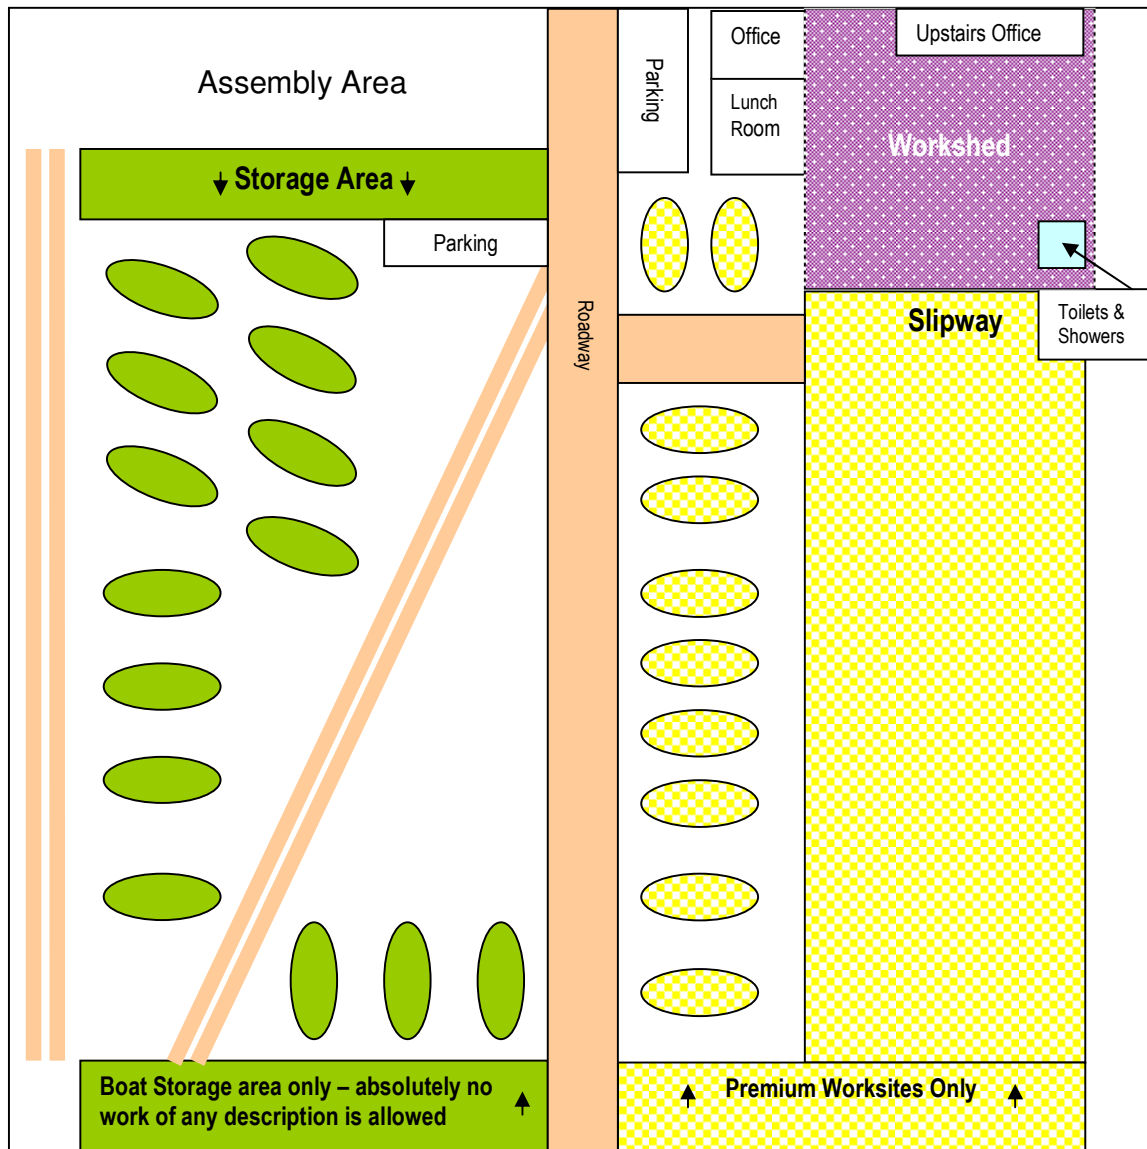 Assembly Area
Parking
Office
Upstairs Office
Lunch
Room
Workshed
Storage Area
Parking
Roadway
Slipway
Toilets &
Showers
Boat Storage area only – absolutely no
work of any description is allowed
Premium Worksites Only